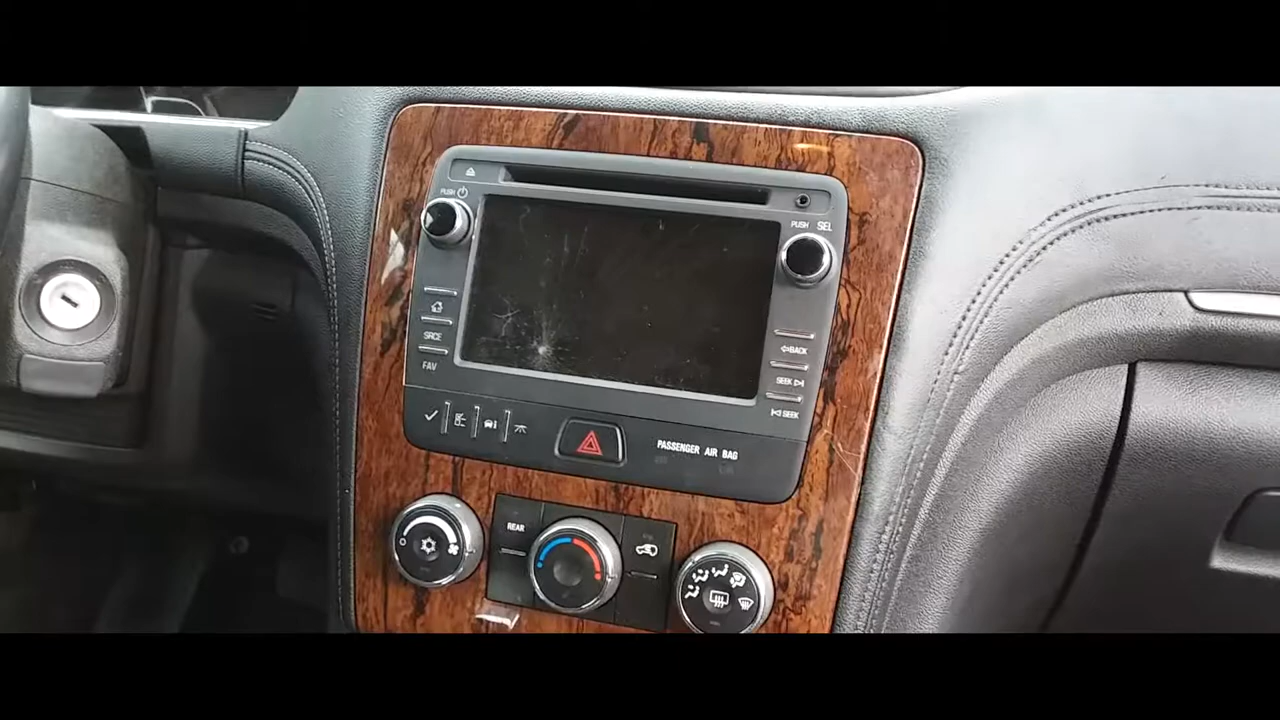 PUSH
PUSH SEL
SRCE
FAV
BACK
SEEK
SEEK
PASSENGER AIR BAG
REAR